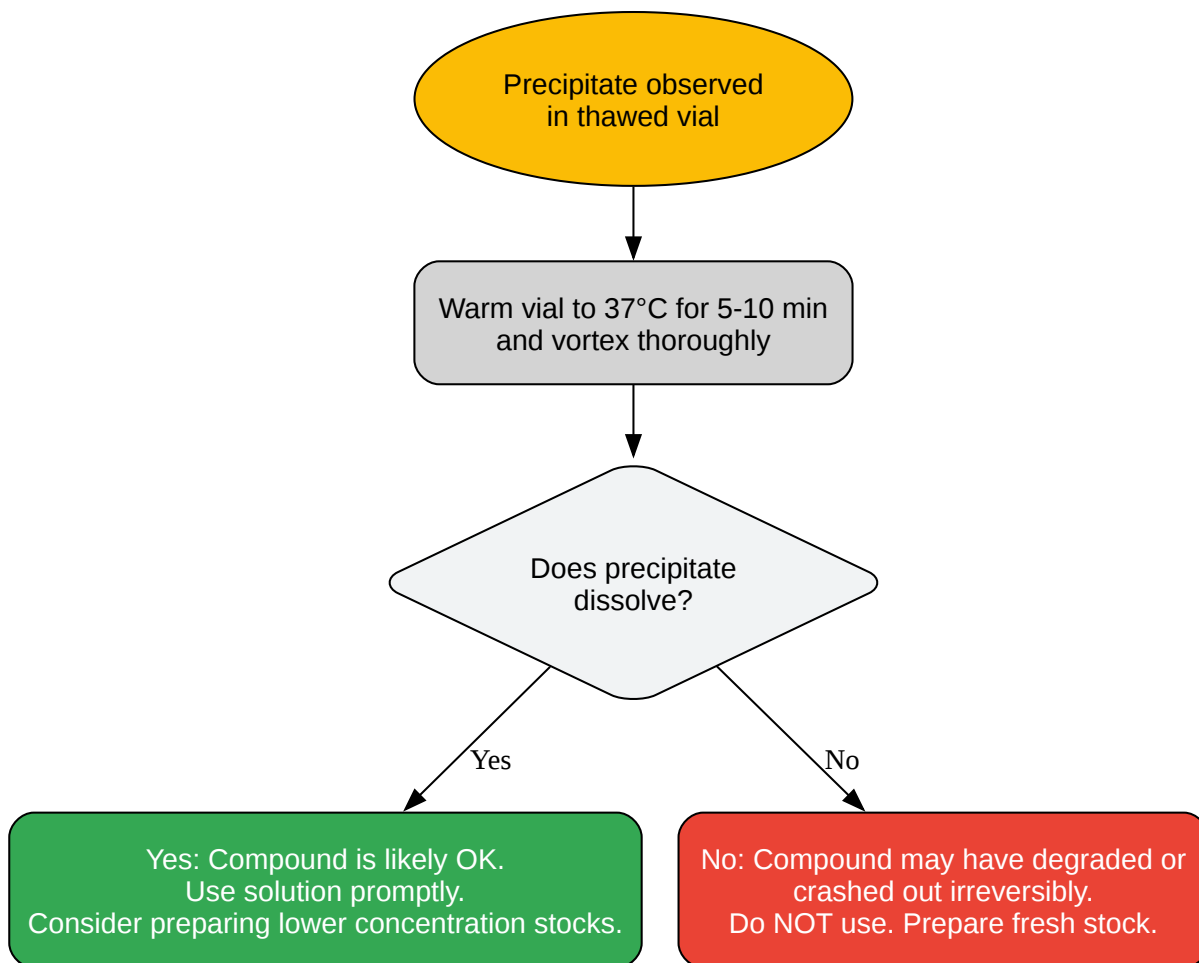 Precipitate observed
in thawed vial
Warm vial to 37°C for 5-10 min
and vortex thoroughly
Does precipitate
dissolve?
Yes
No
Yes: Compound is likely OK.
Use solution promptly.
Consider preparing lower concentration stocks.
No: Compound may have degraded or
crashed out irreversibly.
Do NOT use. Prepare fresh stock.